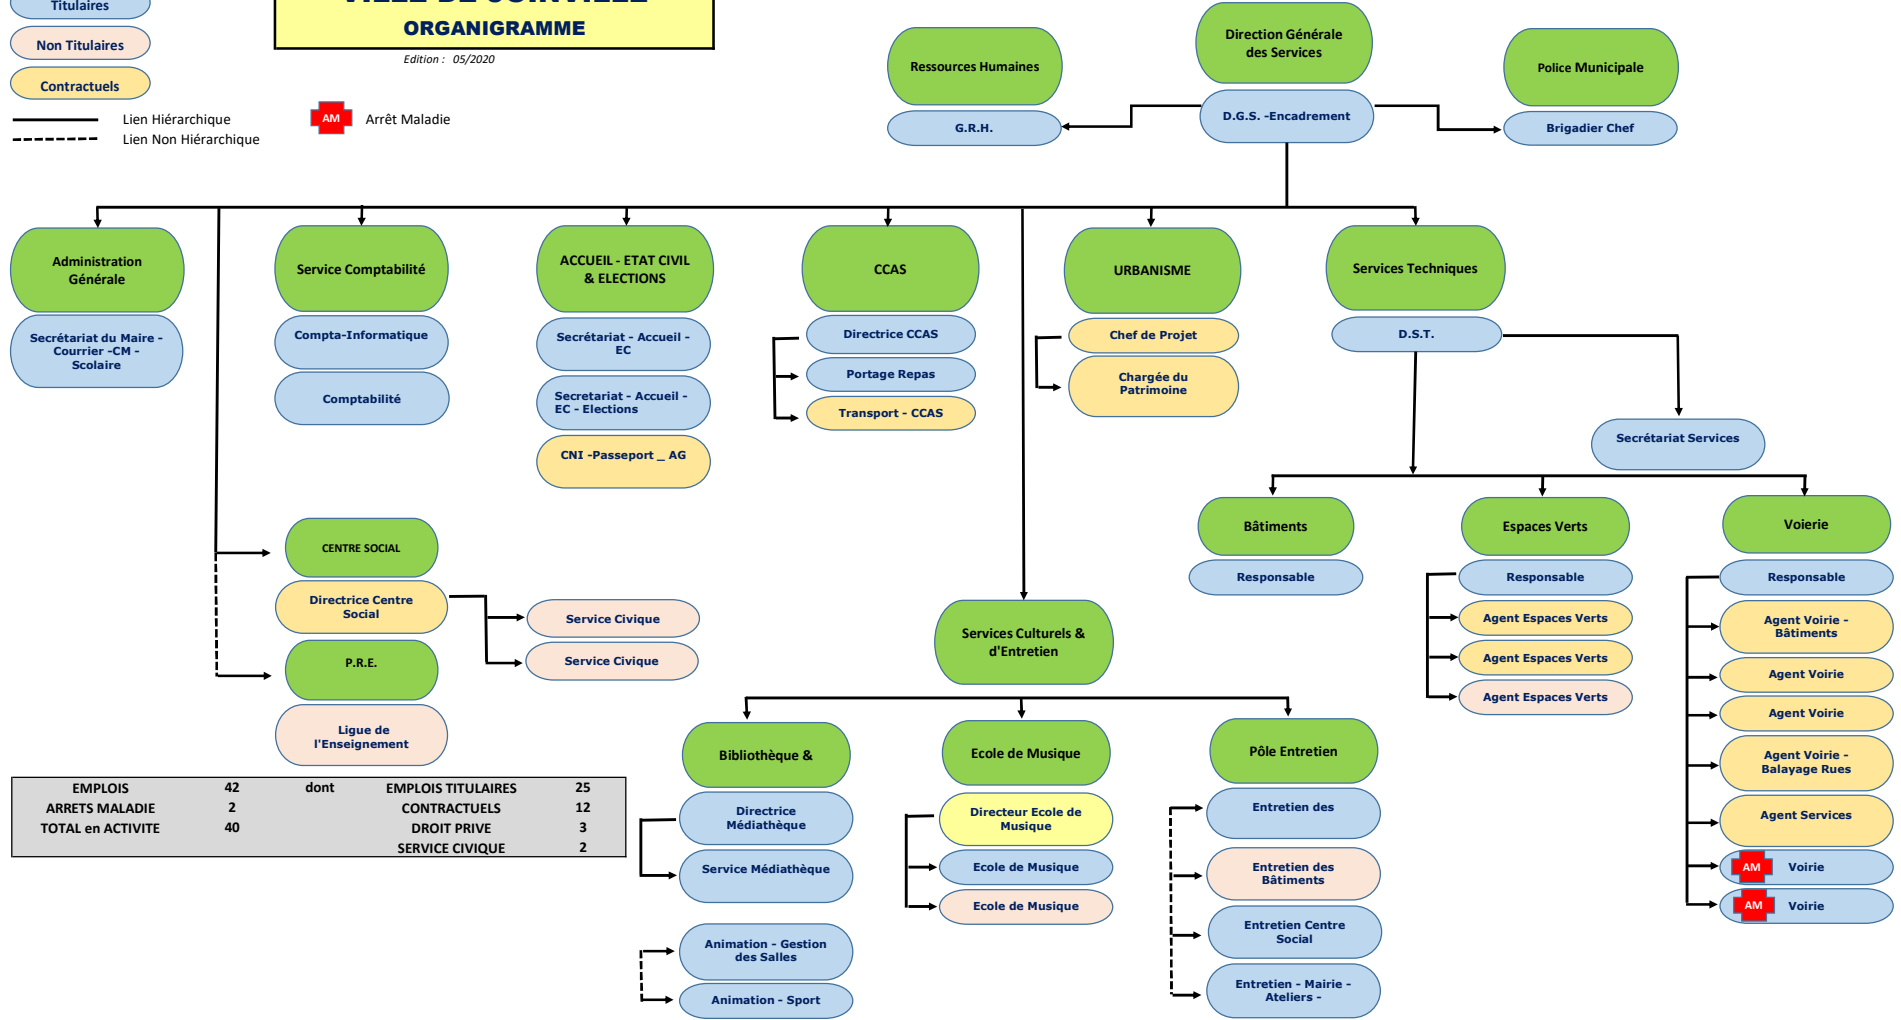 Titulaires
Non Titulaires
Contractuels
Lien Hiérarchique
Lien Non Hiérarchique
AM
Arrêt Maladie
VILLE DE JOINVILLE
ORGANIGRAMME
Edition : 05/2020
Ressources Humaines
G.R.H.
Direction Générale
des Services
D.G.S. -Encadrement
Police Municipale
Brigadier Chef
Administration
Générale
Secrétariat du Maire -
Courrier -CM -
Scolaire
Service Comptabilité
Compta-Informatique
Comptabilité
ACCUEIL - ETAT CIVIL
& ELECTIONS
Secrétariat - Accueil -
EC
Secretariat - Accueil -
EC - Elections
CNI -Passeport _ AG
CCAS
Directrice CCAS
Portage Repas
Transport - CCAS
URBANISME
Chef de Projet
Chargée du
Patrimoine
Services Techniques
D.S.T.
Secrétariat Services
Bâtiments
Responsable
Espaces Verts
Responsable
Agent Espaces Verts
Agent Espaces Verts
Agent Espaces Verts
Voierie
Responsable
Agent Voirie -
Bâtiments
Agent Voirie
Agent Voirie
Agent Voirie -
Balayage Rues
Agent Services
AM Voirie
AM Voirie
CENTRE SOCIAL
Directrice Centre
Social
Service Civique
Service Civique
P.R.E.
Ligue de
l'Enseignement
Services Culturels &
d'Entretien
Bibliothèque &
Directrice
Médiathèque
Service Médiathèque
Animation - Gestion
des Salles
Animation - Sport
Ecole de Musique
Directeur Ecole de
Musique
Ecole de Musique
Ecole de Musique
Pôle Entretien
Entretien des
Entretien des
Bâtiments
Entretien Centre
Social
Entretien - Mairie -
Ateliers -
EMPLOIS 42 dont EMPLOIS TITULAIRES 25
ARRETS MALADIE 2 CONTRACTUELS 12
TOTAL en ACTIVITE 40 DROIT PRIVE 3
SERVICE CIVIQUE 2